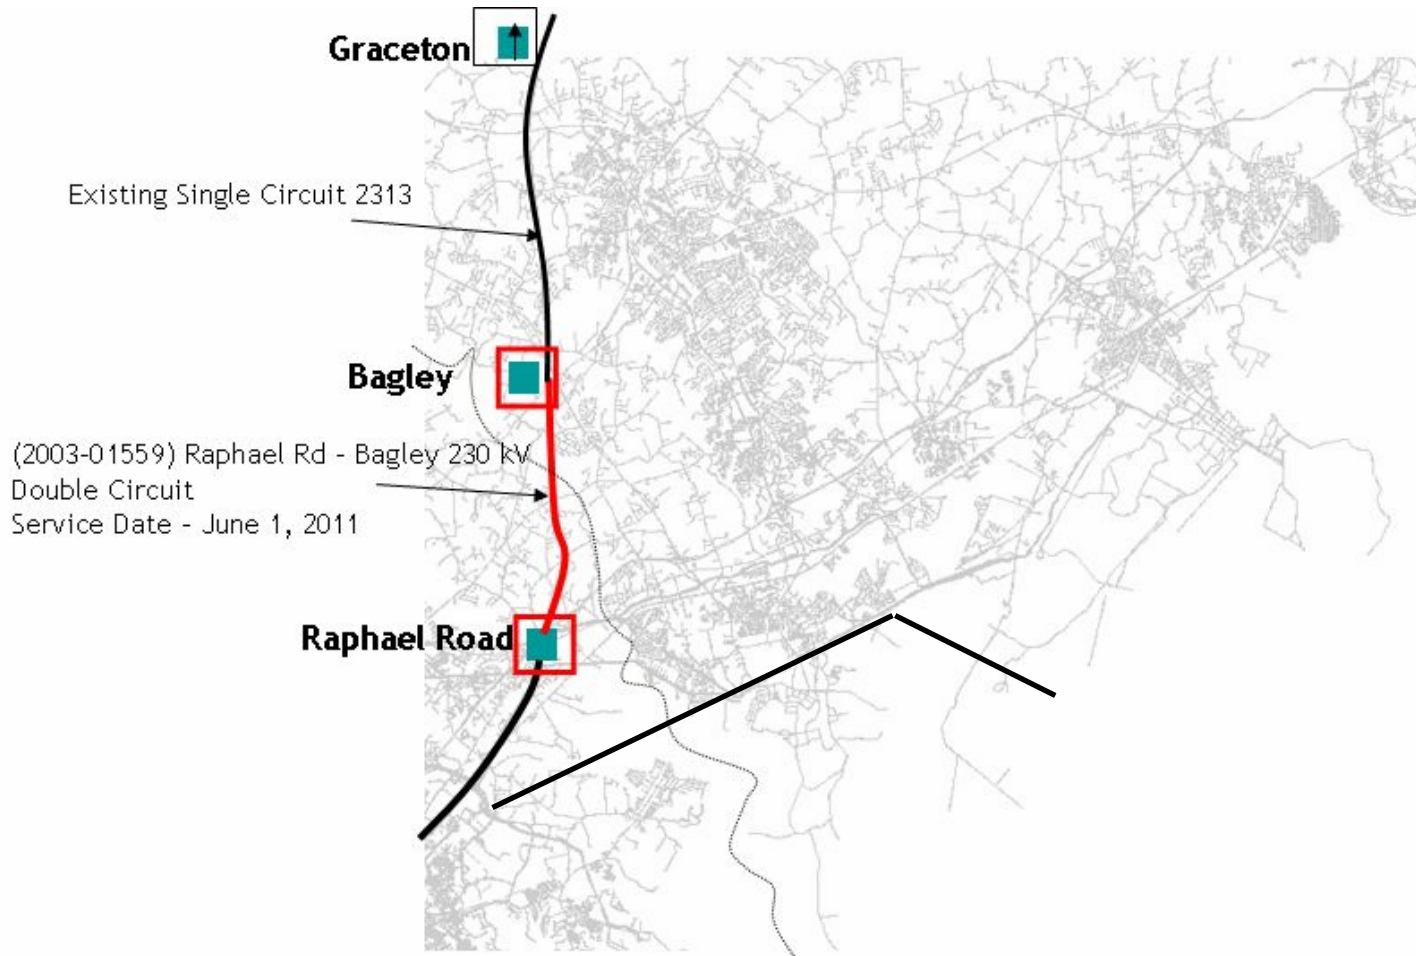 Graceton
Existing Single Circuit 2313
Bagley
(2003-01559) Raphael Rd - Bagley 230 kV
Double Circuit
Service Date - June 1, 2011
Raphael Road